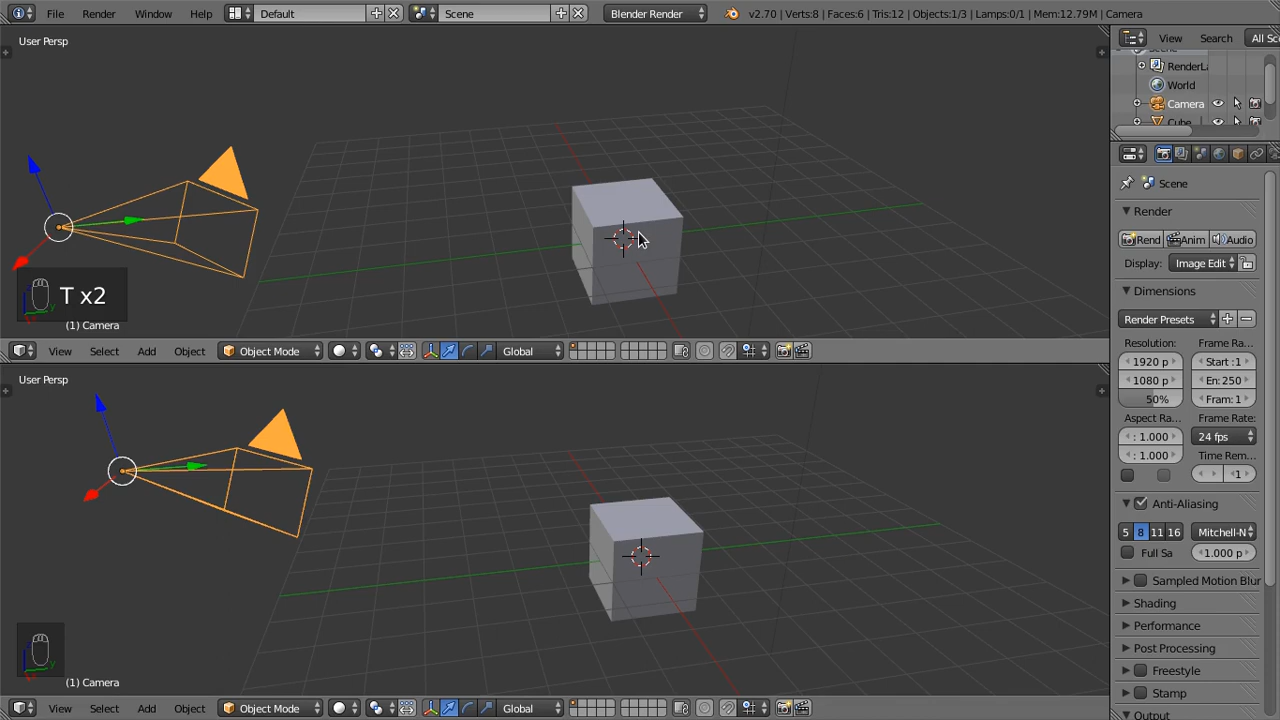 File Render Window Help Default Scene Blender Render v2.70 | Verts:8 | Faces:6 | Tris:12 | Objects:1/3 | Lamps:0/1 | Mem:12.79M | Camera
User Persp
T x2
(1) Camera
View Select Add Object Object Mode Global
User Persp
(1) Camera
View Select Add Object Object Mode Global
View Search All Sc
RenderLa
World
Camera
Cube
Scene
Render
Rend Anim Audio
Display: Image Edit
Dimensions
Render Presets
Resolution: Frame Ra...
1920 p Start :1
1080 p En: 250
50% Fram: 1
Aspect Ra... Frame Rate:
: 1.000 24 fps
: 1.000 Time Rem...
1
Anti-Aliasing
5 8 11 16 Mitchell-N
Full Sa 1.000 p
Sampled Motion Blur
Shading
Performance
Post Processing
Freestyle
Stamp
Output